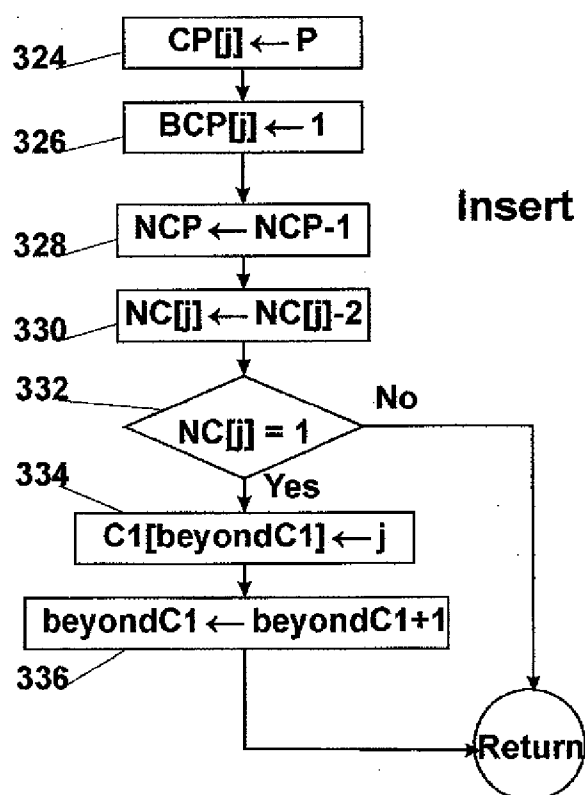 324
CP[j] ← P
326
BCP[j] ← 1
Insert
328
NCP ← NCP-1
330
NC[j] ← NC[j]-2
332
No
NC[j] = 1
334
Yes
C1[beyondC1] ← j
beyondC1 ← beyondC1+1
336
Return